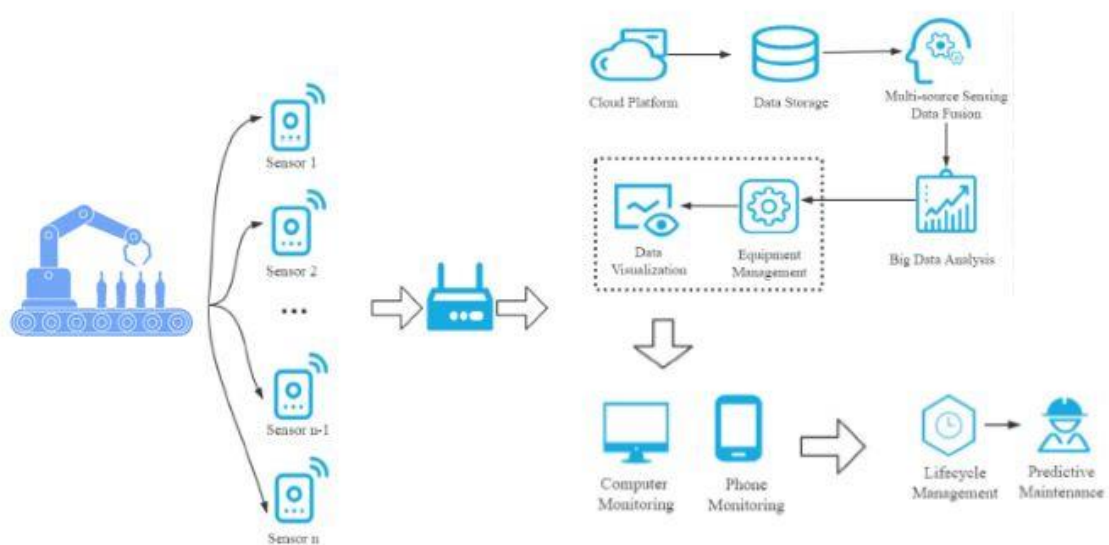 Sensor 1
Sensor 2
...
Sensor n-1
Sensor n
Cloud Platform
Data Storage
Multi-source Sensing
Data Fusion
Data
Visualization
Equipment
Management
Big Data Analysis
Computer
Monitoring
Phone
Monitoring
Lifecycle
Management
Predictive
Maintenance